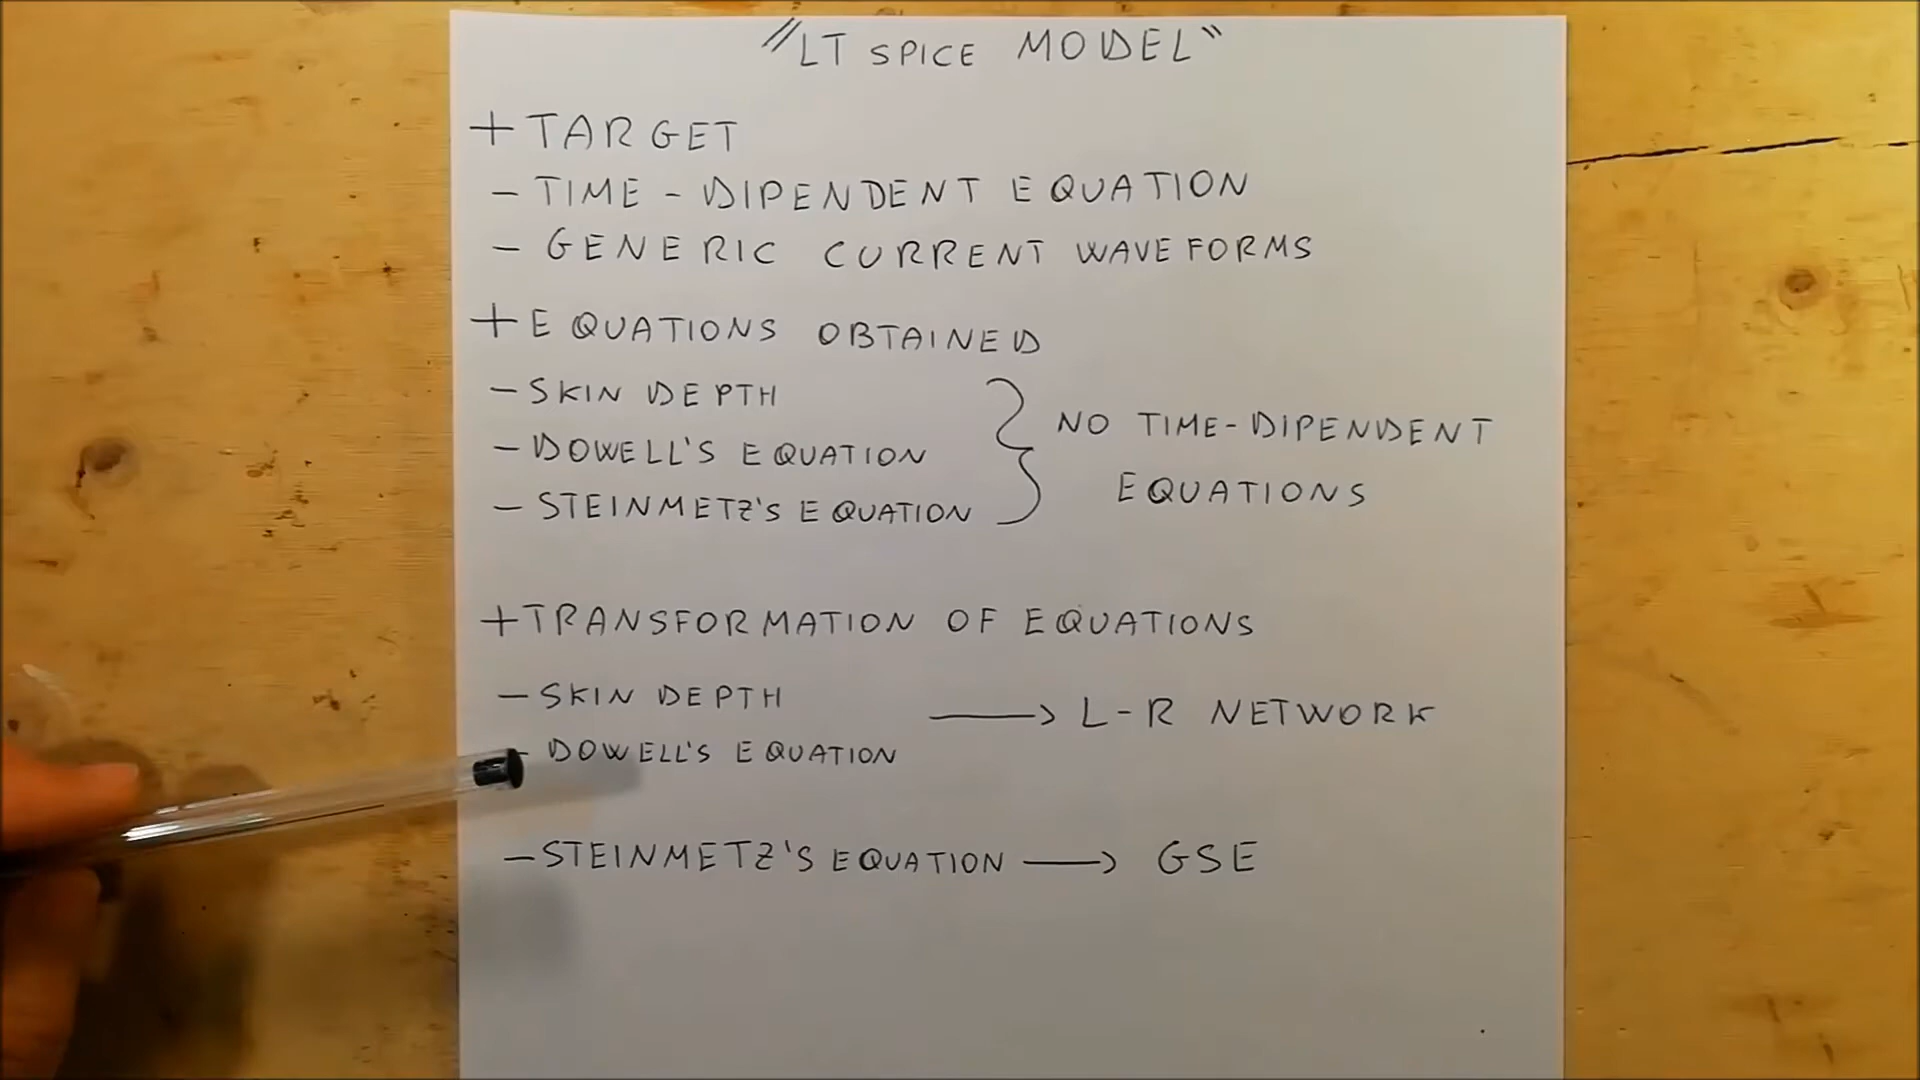 "LT SPICE MODEL"
+ TARGET
- TIME - DIPENDENT EQUATION
- GENERIC CURRENT WAVEFORMS
+ EQUATIONS OBTAINED
- SKIN DEPTH
- DOWELL'S EQUATION
- STEINMETZ'S EQUATION
NO TIME-DIPENDENT
EQUATIONS
+ TRANSFORMATION OF EQUATIONS
- SKIN DEPTH
- DOWELL'S EQUATION
→ L-R NETWORK
- STEINMETZ'S EQUATION → GSE